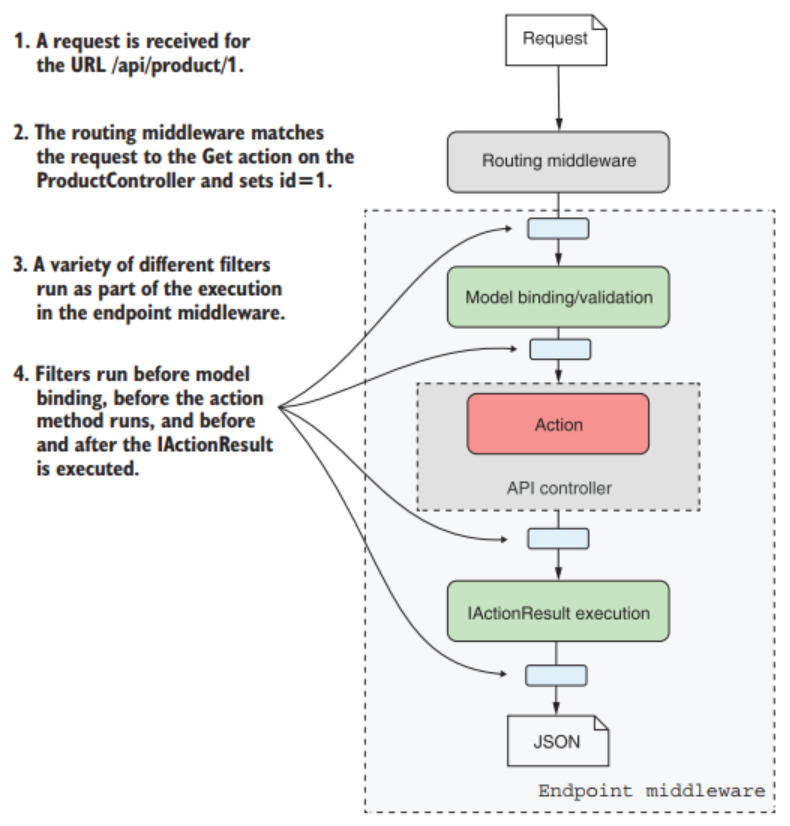 1. A request is received for
the URL /api/product/1.
2. The routing middleware matches
the request to the Get action on the
ProductController and sets id=1.
3. A variety of different filters
run as part of the execution
in the endpoint middleware.
4. Filters run before model
binding, before the action
method runs, and before
and after the IActionResult
is executed.
Request
Routing middleware
Model binding/validation
Action
API controller
IActionResult execution
JSON
Endpoint middleware